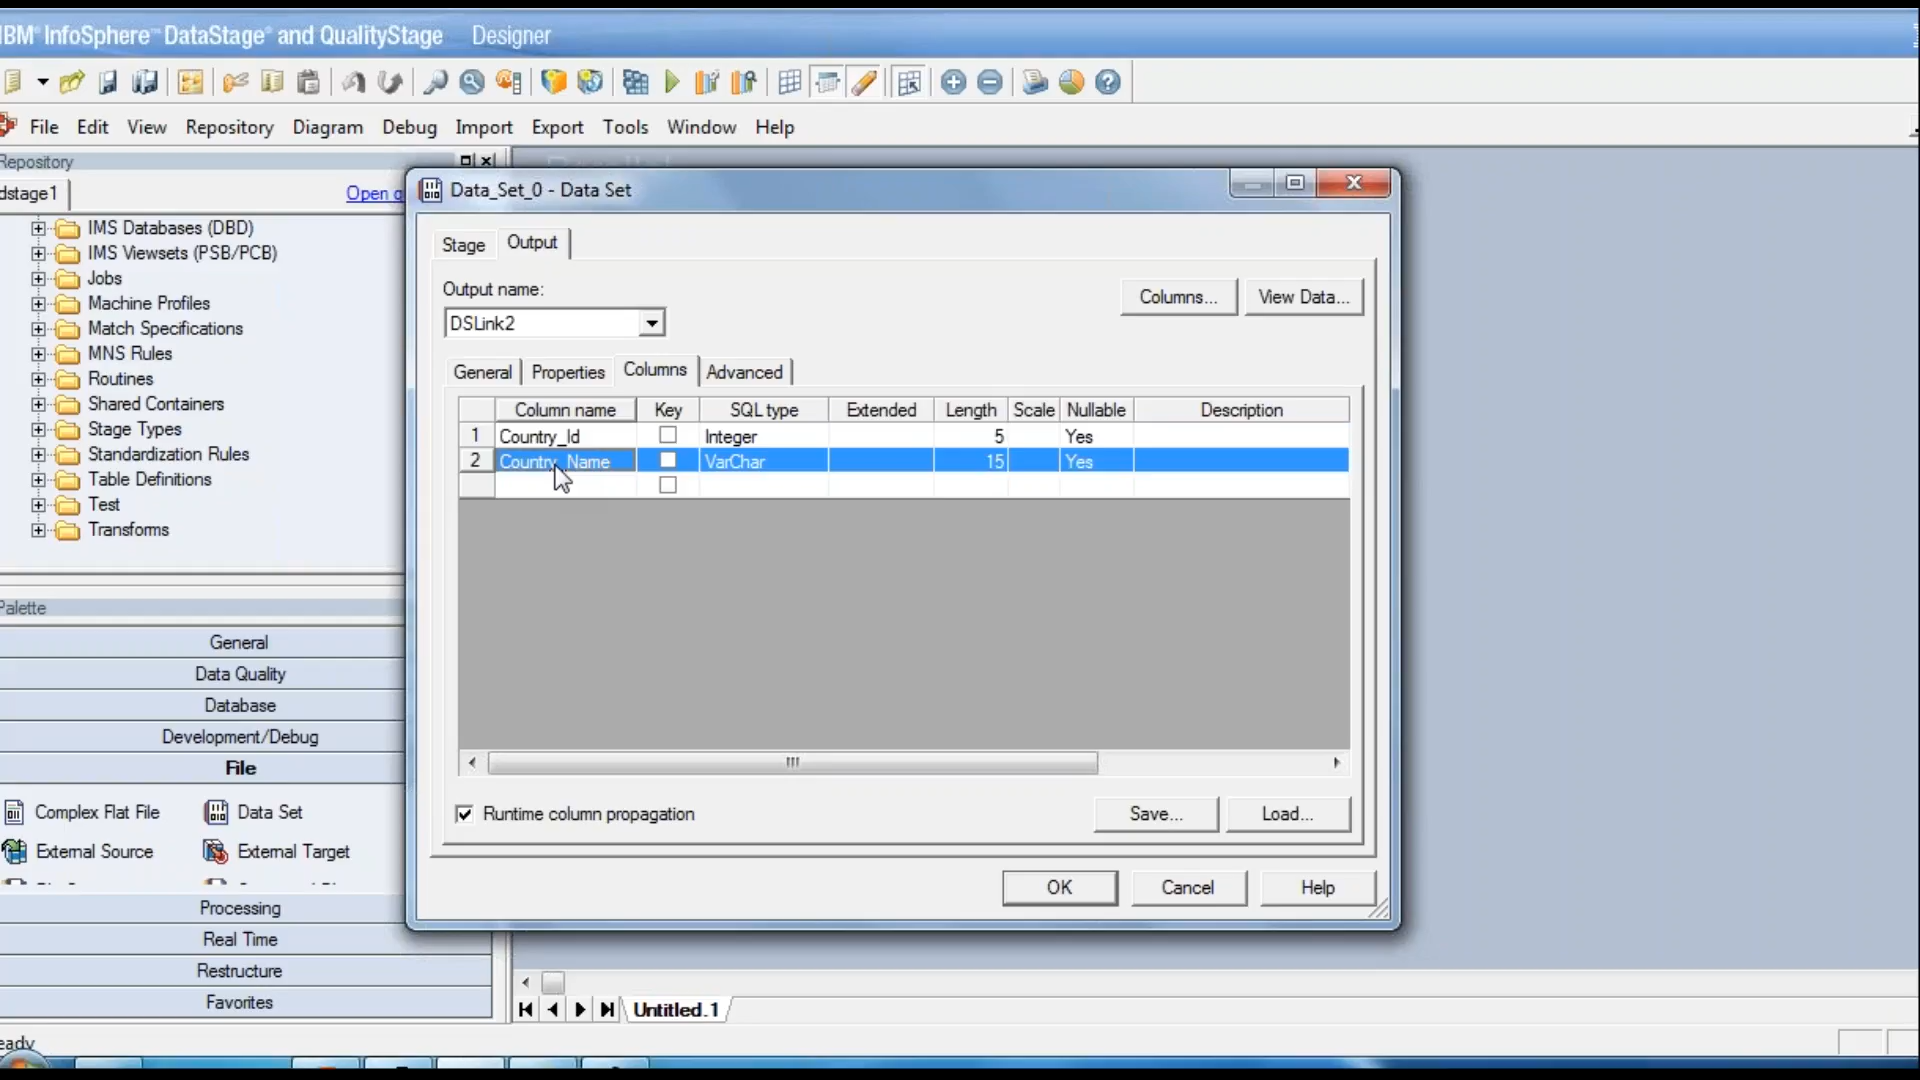 IBM InfoSphere DataStage and QualityStage Designer
File Edit View Repository Diagram Debug Import Export Tools Window Help
Repository
dstage1
Open q
IMS Databases (DBD)
IMS Viewsets (PSB/PCB)
Jobs
Machine Profiles
Match Specifications
MNS Rules
Routines
Shared Containers
Stage Types
Standardization Rules
Table Definitions
Test
Transforms
Palette
General
Data Quality
Database
Development/Debug
File
Complex Flat File
Data Set
External Source
External Target
Processing
Real Time
Restructure
Favorites
Data_Set_0 - Data Set
Stage Output
Output name:
DSLink2
Columns... View Data...
General Properties Columns Advanced
Column name Key SQL type Extended Length Scale Nullable Description
1 Country_Id Integer 5 Yes
2 Country_Name VarChar 15 Yes
Runtime column propagation
Save... Load...
OK Cancel Help
Untitled.1
eady